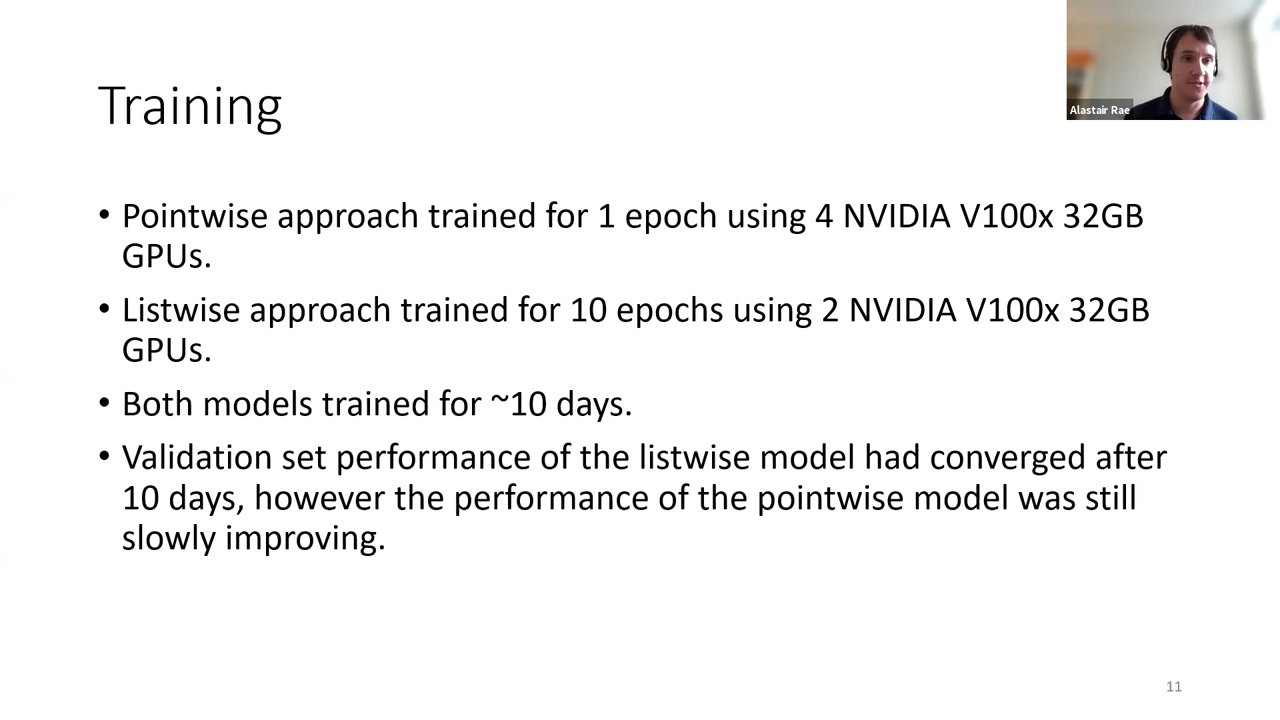 Training
Alastair Rae
• Pointwise approach trained for 1 epoch using 4 NVIDIA V100x 32GB
GPUs.
• Listwise approach trained for 10 epochs using 2 NVIDIA V100x 32GB
GPUs.
• Both models trained for ~10 days.
• Validation set performance of the listwise model had converged after
10 days, however the performance of the pointwise model was still
slowly improving.
11